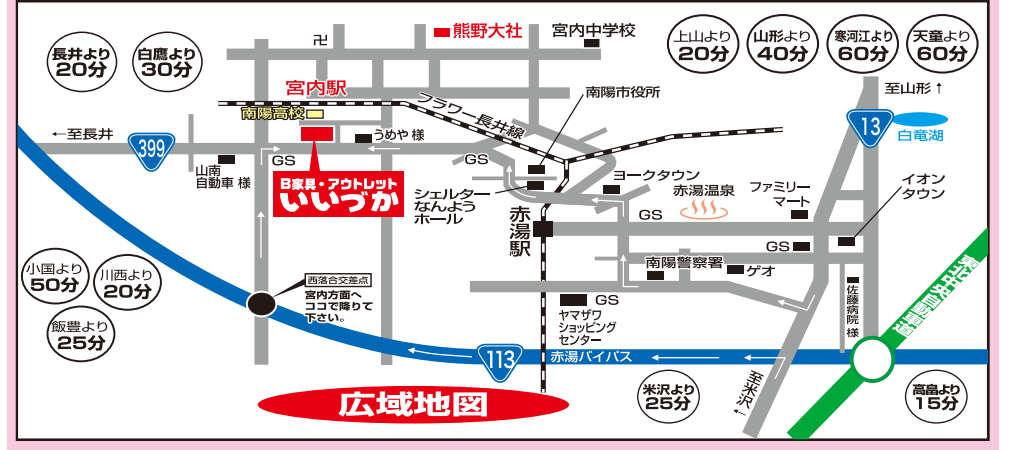 長井より
20分
白鷹より
30分
卍
熊野大社
宮内中学校
上山より
20分
山形より
40分
寒河江より
60分
天童より
60分
宮内駅
南陽高校
フラワー長井線
南陽市役所
至山形↑
13
白竜湖
←至長井
399
うめや様
GS
GS
山南
自動車 様
B家具・アウトレット
いいづか
シェルター
なんよう
ホール
ヨークタウン
赤湯温泉
ファミリー
マート
イオン
タウン
赤湯駅
GS
GS
小国より
50分
川西より
20分
飯豊より
25分
西落合交差点
宮内方面へ
ココで降りて
下さい。
南陽警察署
ゲオ
GS
ヤマザワ
ショッピング
センター
佐藤病院 様
東北中央自動車道
113
赤湯バイパス
至米沢→
米沢より
25分
高畠より
15分
広域地図